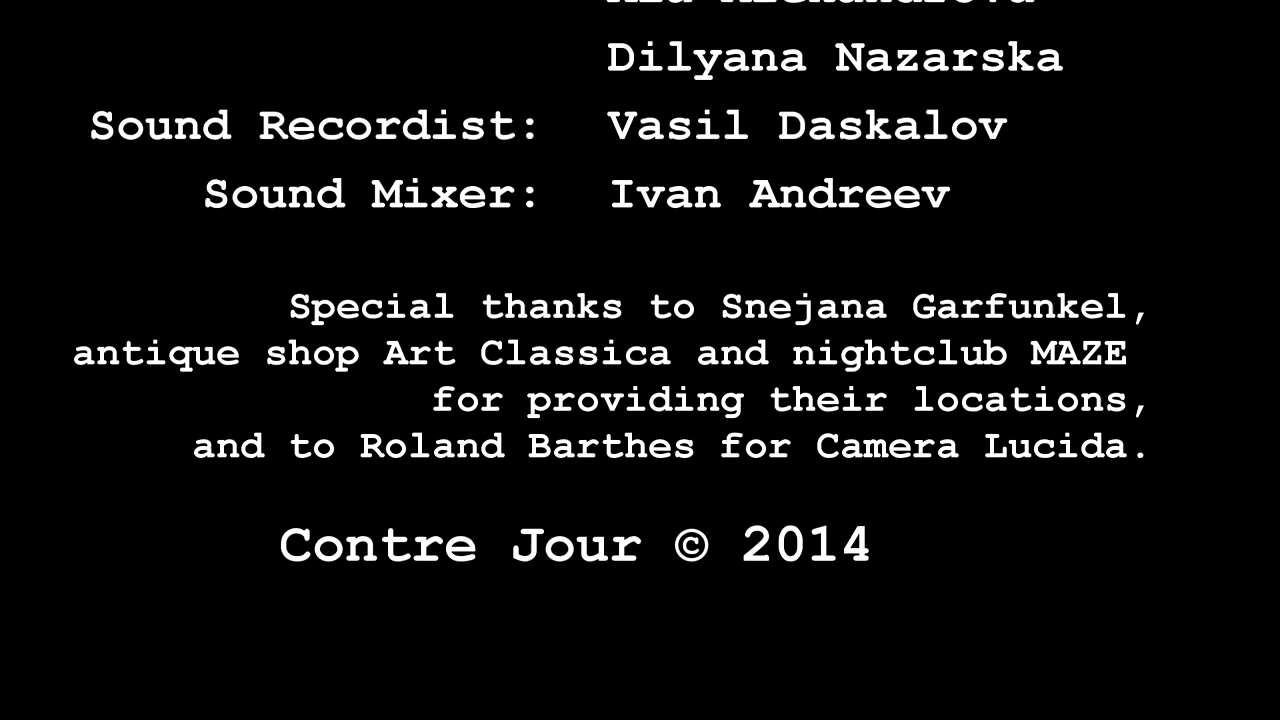 Dilyana Nazarska
Sound Recordist: Vasil Daskalov
Sound Mixer: Ivan Andreev
Special thanks to Snejana Garfunkel,
antique shop Art Classica and nightclub MAZE
for providing their locations,
and to Roland Barthes for Camera Lucida.
Contre Jour © 2014